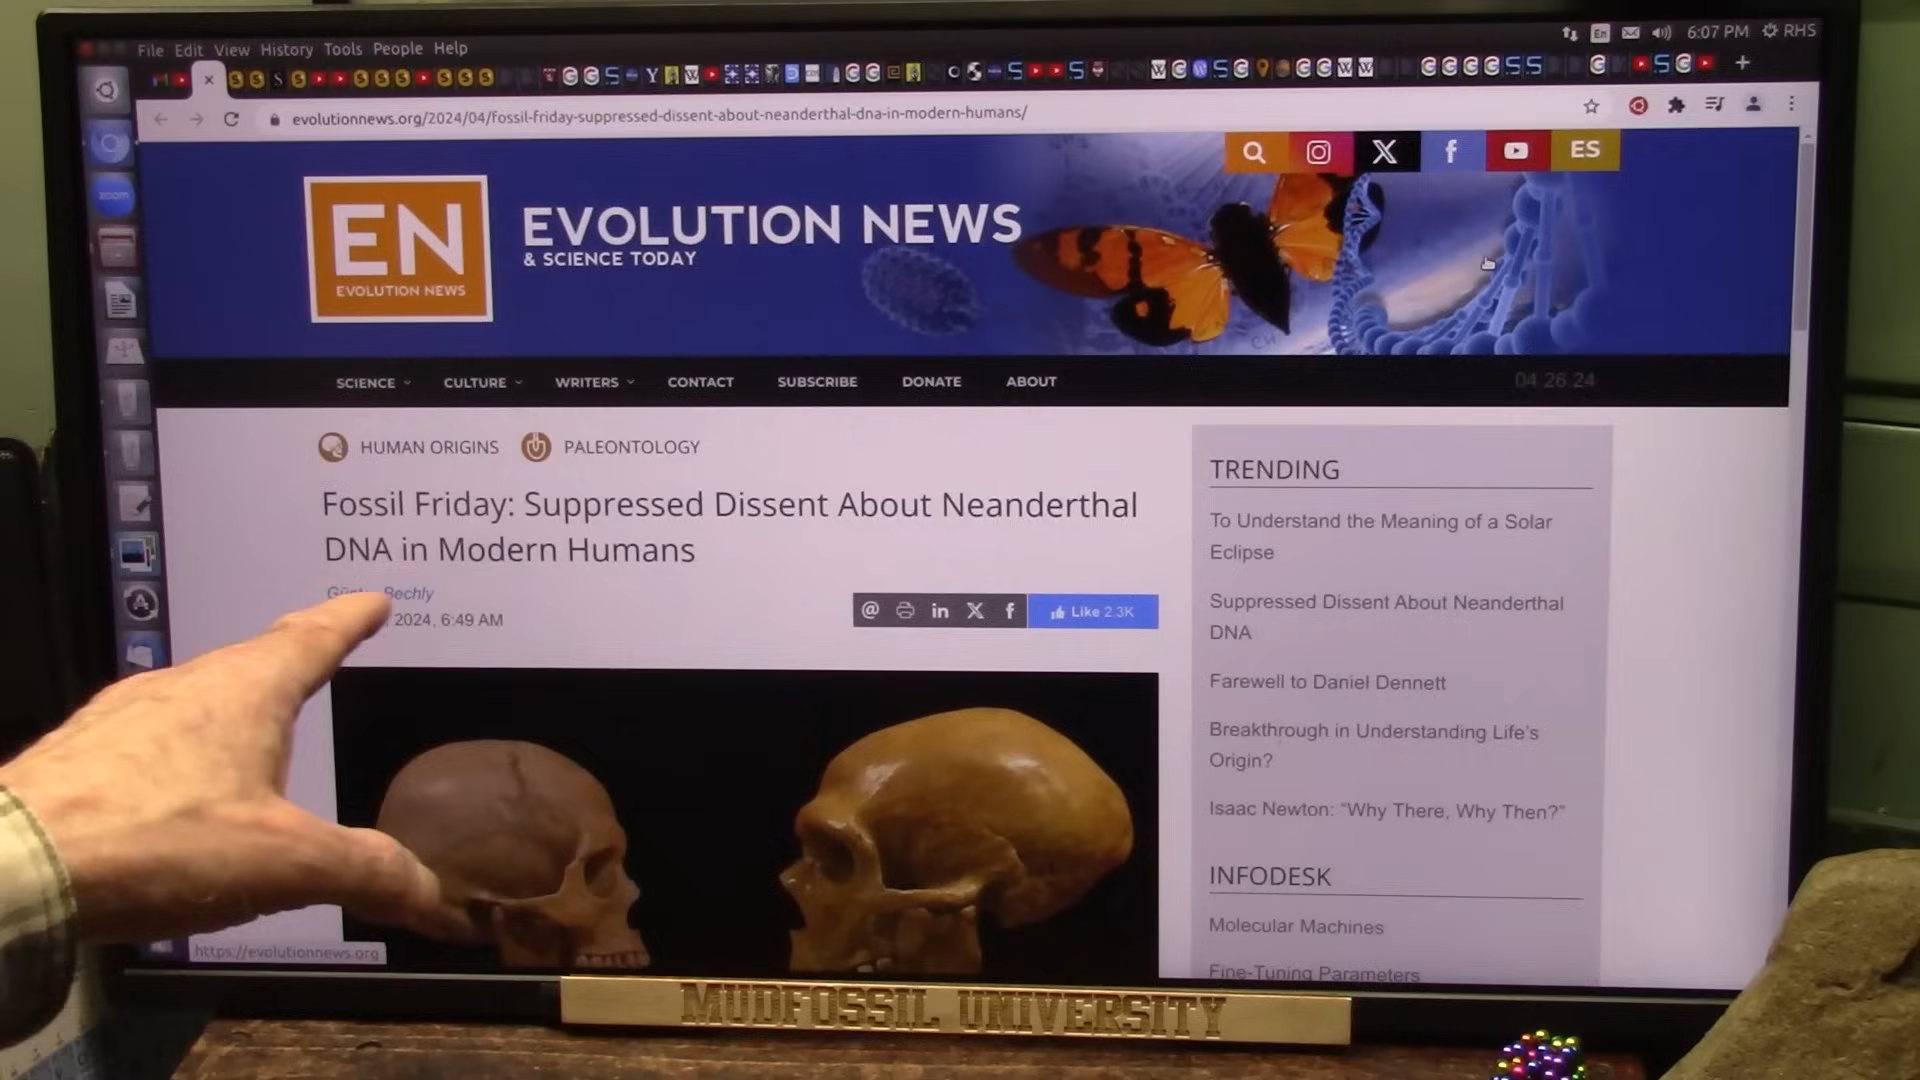 File Edit View History Tools People Help
En 6:07 PM RHS
evolutionnews.org/2024/04/fossil-friday-suppressed-dissent-about-neanderthal-dna-in-modern-humans/
zoom
ES
EN
EVOLUTION NEWS
EVOLUTION NEWS
& SCIENCE TODAY
SCIENCE CULTURE WRITERS CONTACT SUBSCRIBE DONATE ABOUT 04 26 24
HUMAN ORIGINS PALEONTOLOGY
Fossil Friday: Suppressed Dissent About Neanderthal
DNA in Modern Humans
Bechly
2024, 6:49 AM
@ in X f Like 2.3K
TRENDING
To Understand the Meaning of a Solar
Eclipse
Suppressed Dissent About Neanderthal
DNA
Farewell to Daniel Dennett
Breakthrough in Understanding Life's
Origin?
Isaac Newton: “Why There, Why Then?”
INFODESK
Molecular Machines
Fine-Tuning Parameters
https://evolutionnews.org
MUDFOSSIL UNIVERSITY